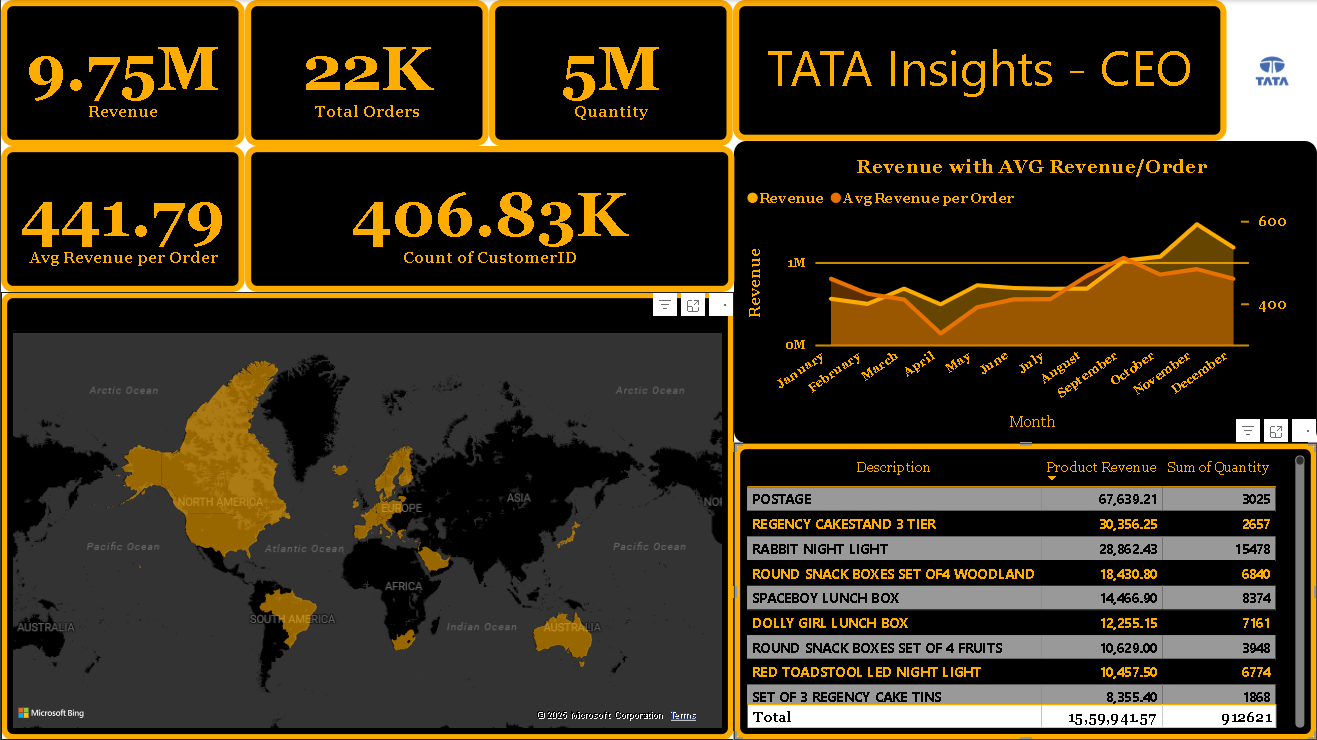 9.75M
Revenue
22K
Total Orders
5M
Quantity
TATA Insights - CEO
TATA
441.79
Avg Revenue per Order
406.83K
Count of CustomerID
Revenue with AVG Revenue/Order
Revenue Avg Revenue per Order
600
1M
400
0M
Revenue
January February March April May June July August September October November December
Month
Arctic Ocean
Arctic Ocean
NORTH AMERICA
EUROPE
ASIA
NOI
Pacific Ocean
Atlantic Ocean
Pacific Ocean
AFRICA
SOUTH AMERICA
AUSTRALIA
Indian Ocean
AUSTRALIA
Microsoft Bing
© 2025 Microsoft Corporation Terms
Description Product Revenue Sum of Quantity
POSTAGE 67,639.21 3025
REGENCY CAKESTAND 3 TIER 30,356.25 2657
RABBIT NIGHT LIGHT 28,862.43 15478
ROUND SNACK BOXES SET OF4 WOODLAND 18,430.80 6840
SPACEBOY LUNCH BOX 14,466.90 8374
DOLLY GIRL LUNCH BOX 12,255.15 7161
ROUND SNACK BOXES SET OF 4 FRUITS 10,629.00 3948
RED TOADSTOOL LED NIGHT LIGHT 10,457.50 6774
SET OF 3 REGENCY CAKE TINS 8,355.40 1868
Total 15,59,941.57 912621